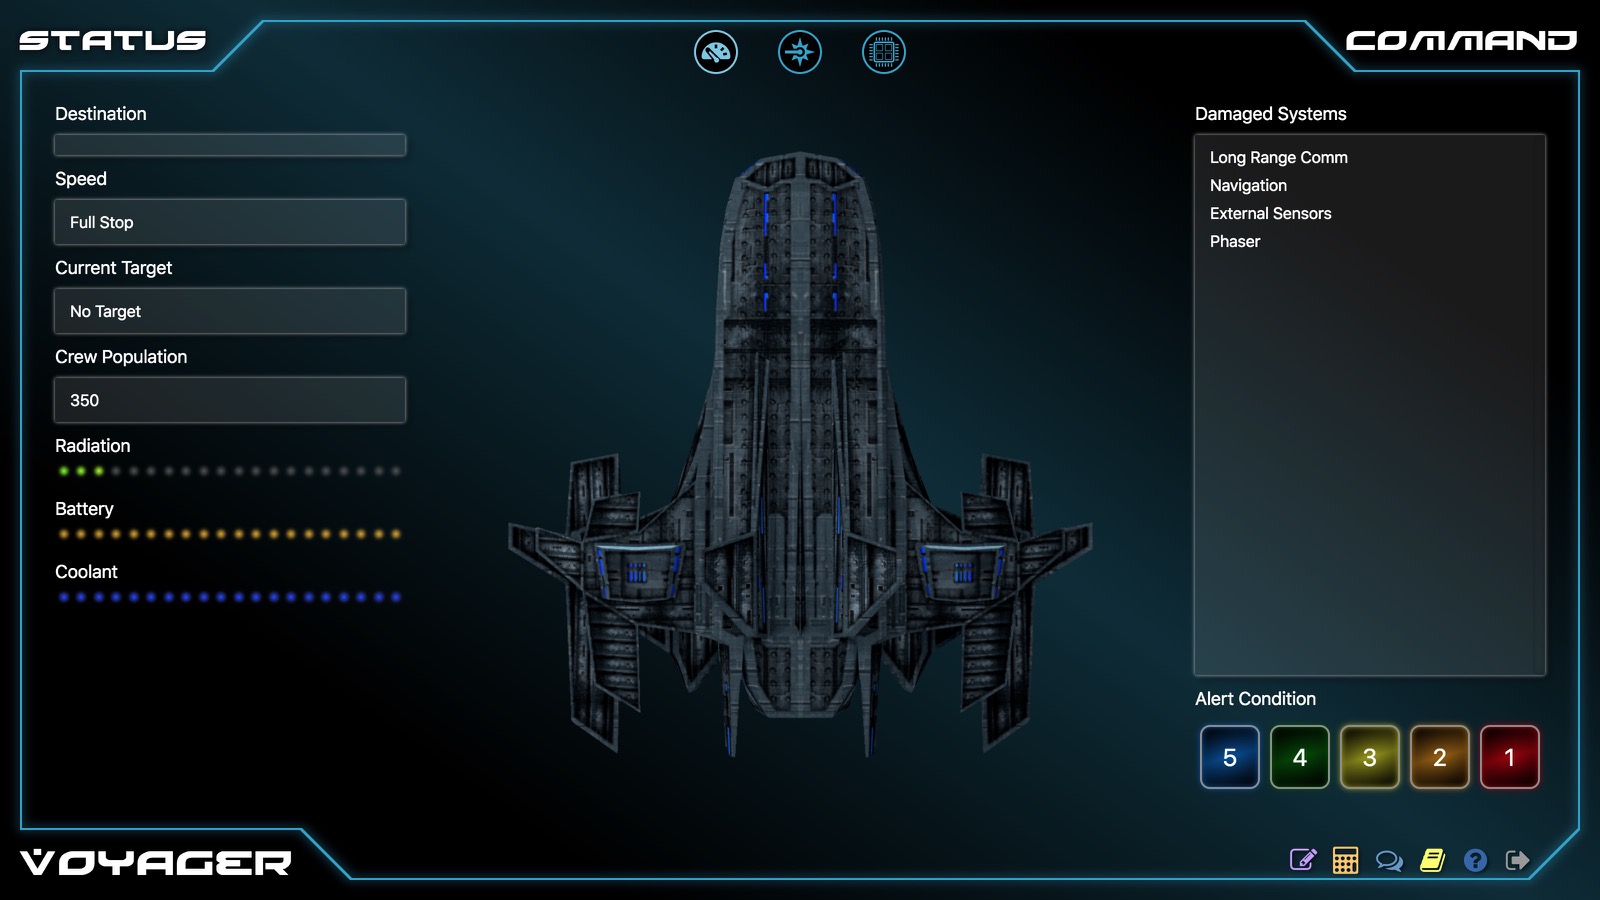 STATUS
COMMAND
Destination
Speed
Full Stop
Current Target
No Target
Crew Population
350
Radiation
Battery
Coolant
Damaged Systems
Long Range Comm
Navigation
External Sensors
Phaser
Alert Condition
5 4 3 2 1
VOYAGER
?